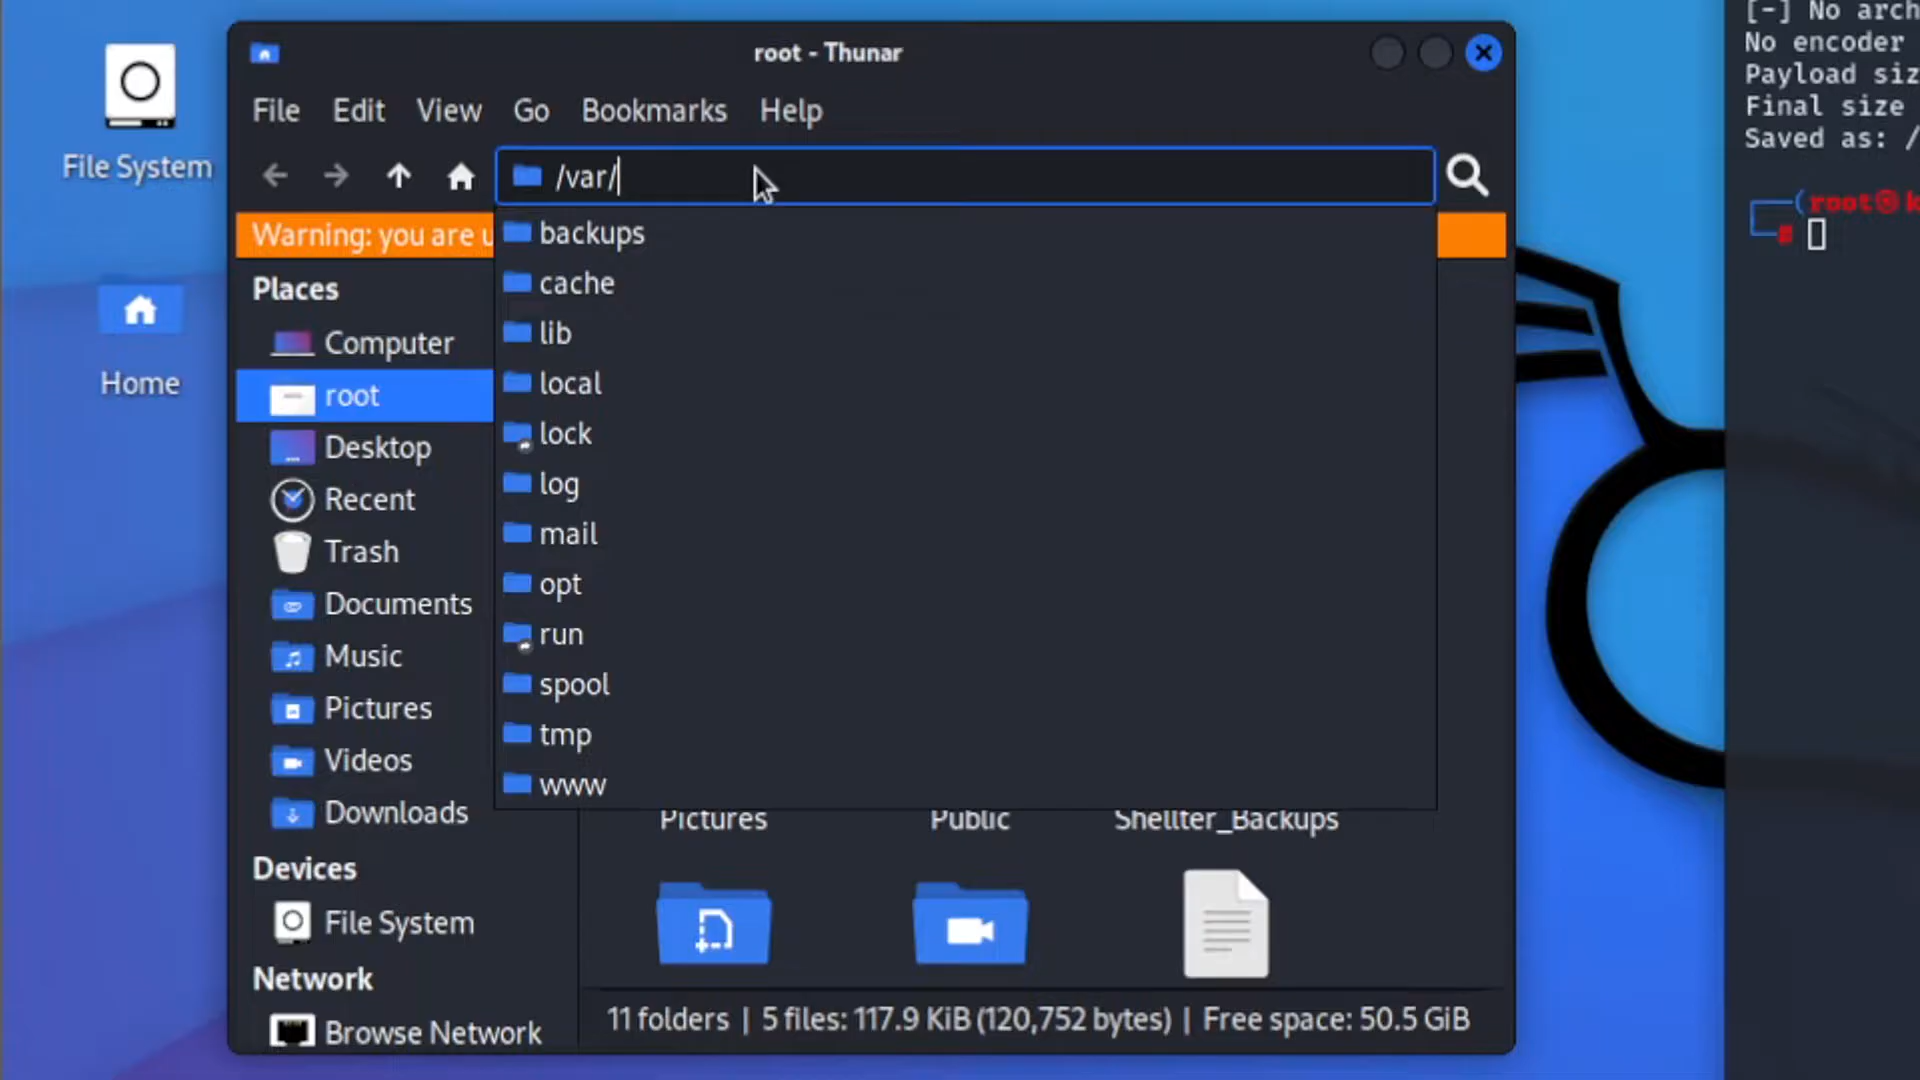 File System
Home
root - Thunar
File Edit View Go Bookmarks Help
/var/
Warning: you are u
backups
cache
lib
local
lock
log
mail
opt
run
spool
tmp
www
Places
Computer
root
Desktop
Recent
Trash
Documents
Music
Pictures
Videos
Downloads
Devices
File System
Network
Browse Network
Pictures Public Shellter_Backups
11 folders | 5 files: 117.9 KiB (120,752 bytes) | Free space: 50.5 GiB
[-] No arch
No encoder
Payload siz
Final size
Saved as: /
(root㉿k
#